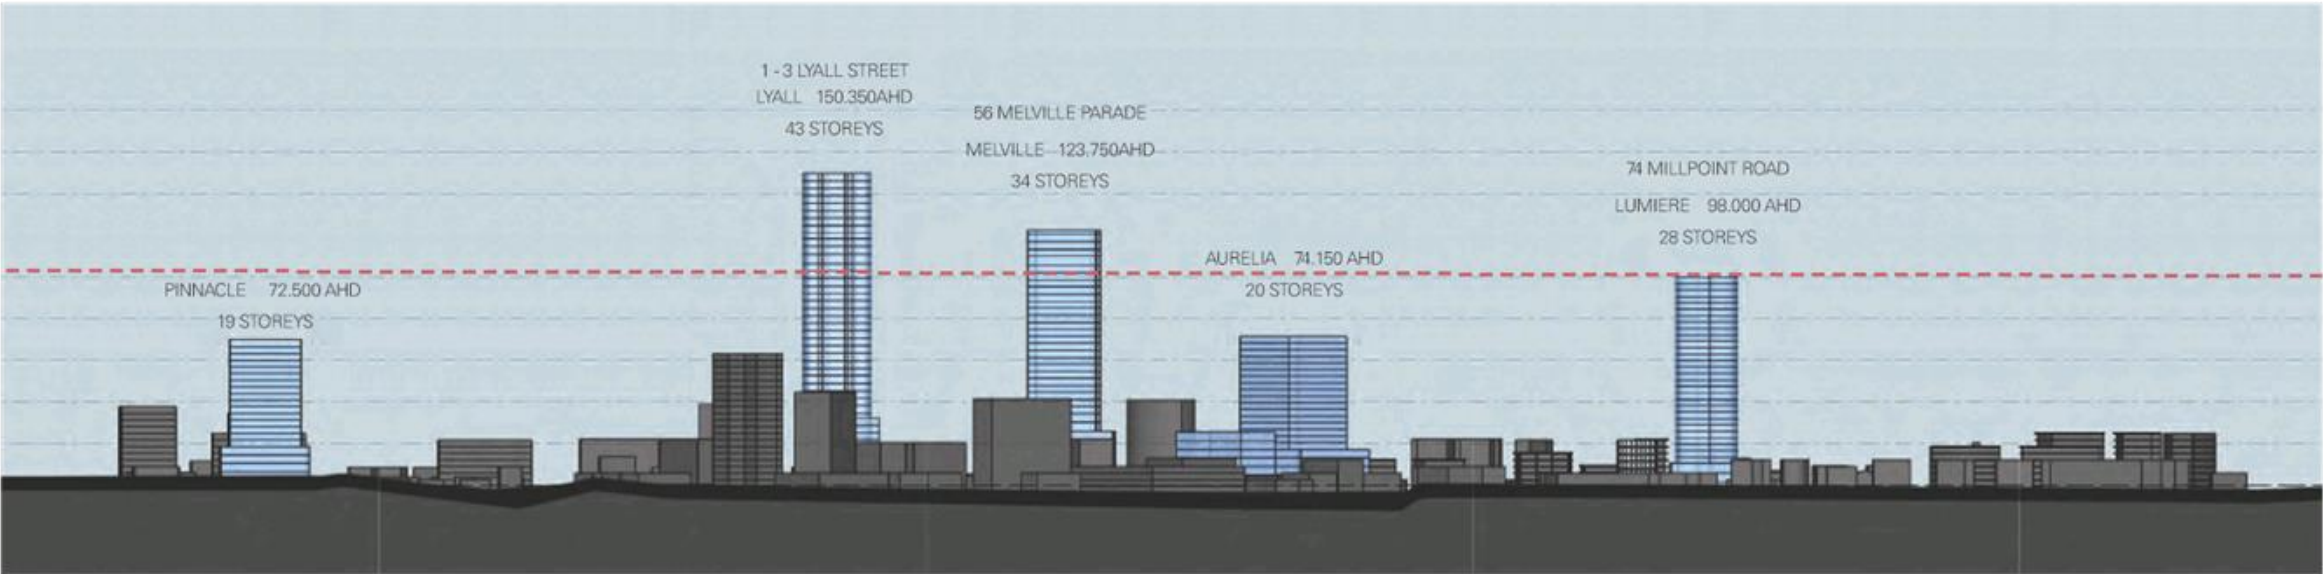 1 - 3 LYALL STREET
LYALL 150.350AHD
43 STOREYS
56 MELVILLE PARADE
MELVILLE 123.750AHD
34 STOREYS
74 MILLPOINT ROAD
LUMIERE 98.000 AHD
28 STOREYS
AURELIA 74.150 AHD
20 STOREYS
PINNACLE 72.500 AHD
19 STOREYS